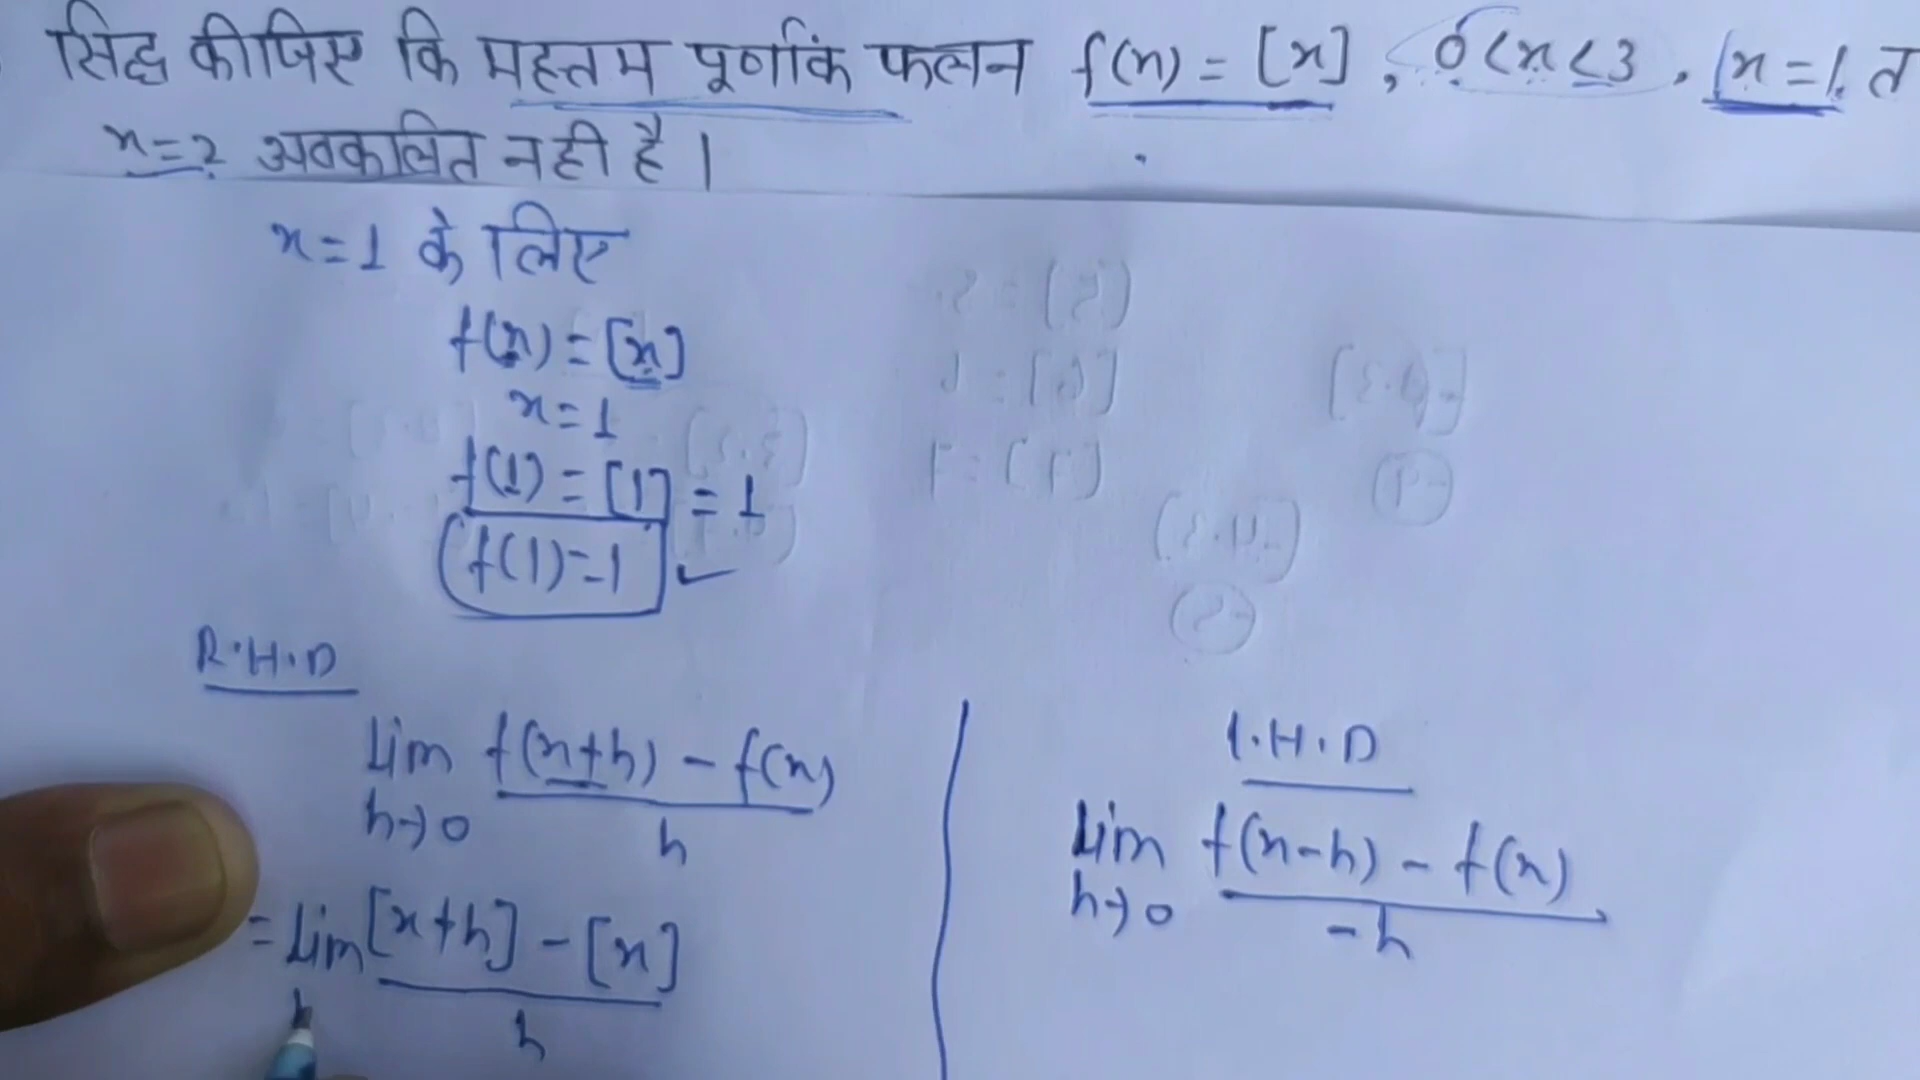 सिद्ध कीजिए कि महत्तम पूर्णांक फलन f(x) = [x], 0<x<3, x=1 त
x=2 अवकलित नही है।
x=1 के लिए
f(x) = [x]
x=1
f(1) = [1] = 1
f(1)=1
R.H.D
lim f(x+h) - f(x)
h→0 h
= lim [x+h] - [x]
h h
L.H.D
lim f(x-h) - f(x)
h→0 -h